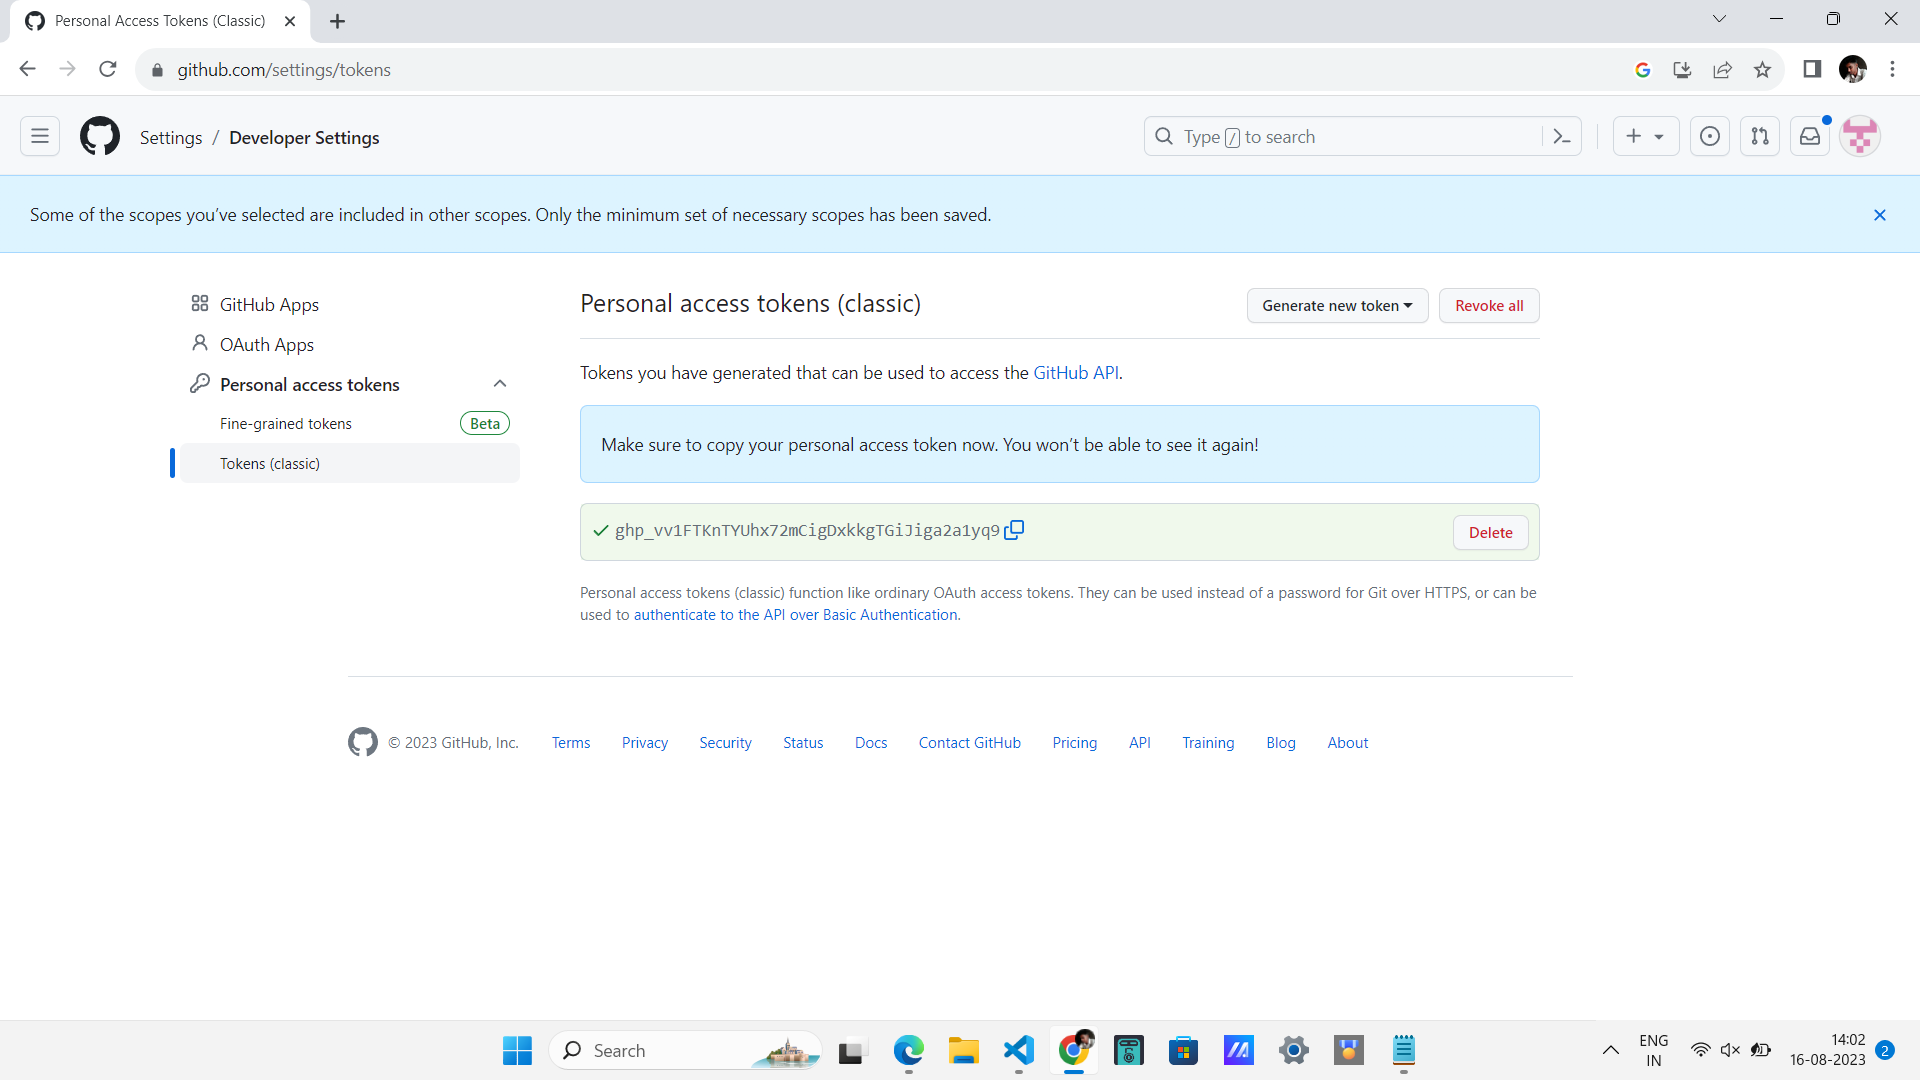 Personal Access Tokens (Classic)
github.com/settings/tokens
Settings / Developer Settings
Type / to search
Some of the scopes you’ve selected are included in other scopes. Only the minimum set of necessary scopes has been saved.
GitHub Apps
OAuth Apps
Personal access tokens
Fine-grained tokens Beta
Tokens (classic)
Personal access tokens (classic)
Generate new token
Revoke all
Tokens you have generated that can be used to access the GitHub API.
Make sure to copy your personal access token now. You won’t be able to see it again!
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
Delete
Personal access tokens (classic) function like ordinary OAuth access tokens. They can be used instead of a password for Git over HTTPS, or can be
used to authenticate to the API over Basic Authentication.
© 2023 GitHub, Inc. Terms Privacy Security Status Docs Contact GitHub Pricing API Training Blog About
Search
ENG
IN
14:02
16-08-2023
2